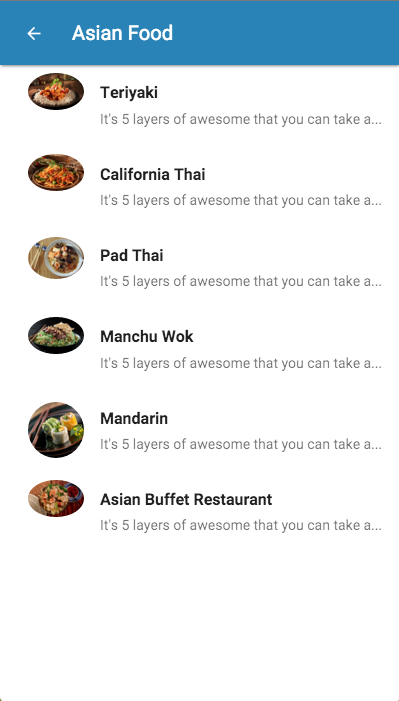 Asian Food
Teriyaki
It's 5 layers of awesome that you can take a...
California Thai
It's 5 layers of awesome that you can take a...
Pad Thai
It's 5 layers of awesome that you can take a...
Manchu Wok
It's 5 layers of awesome that you can take a...
Mandarin
It's 5 layers of awesome that you can take a...
Asian Buffet Restaurant
It's 5 layers of awesome that you can take a...